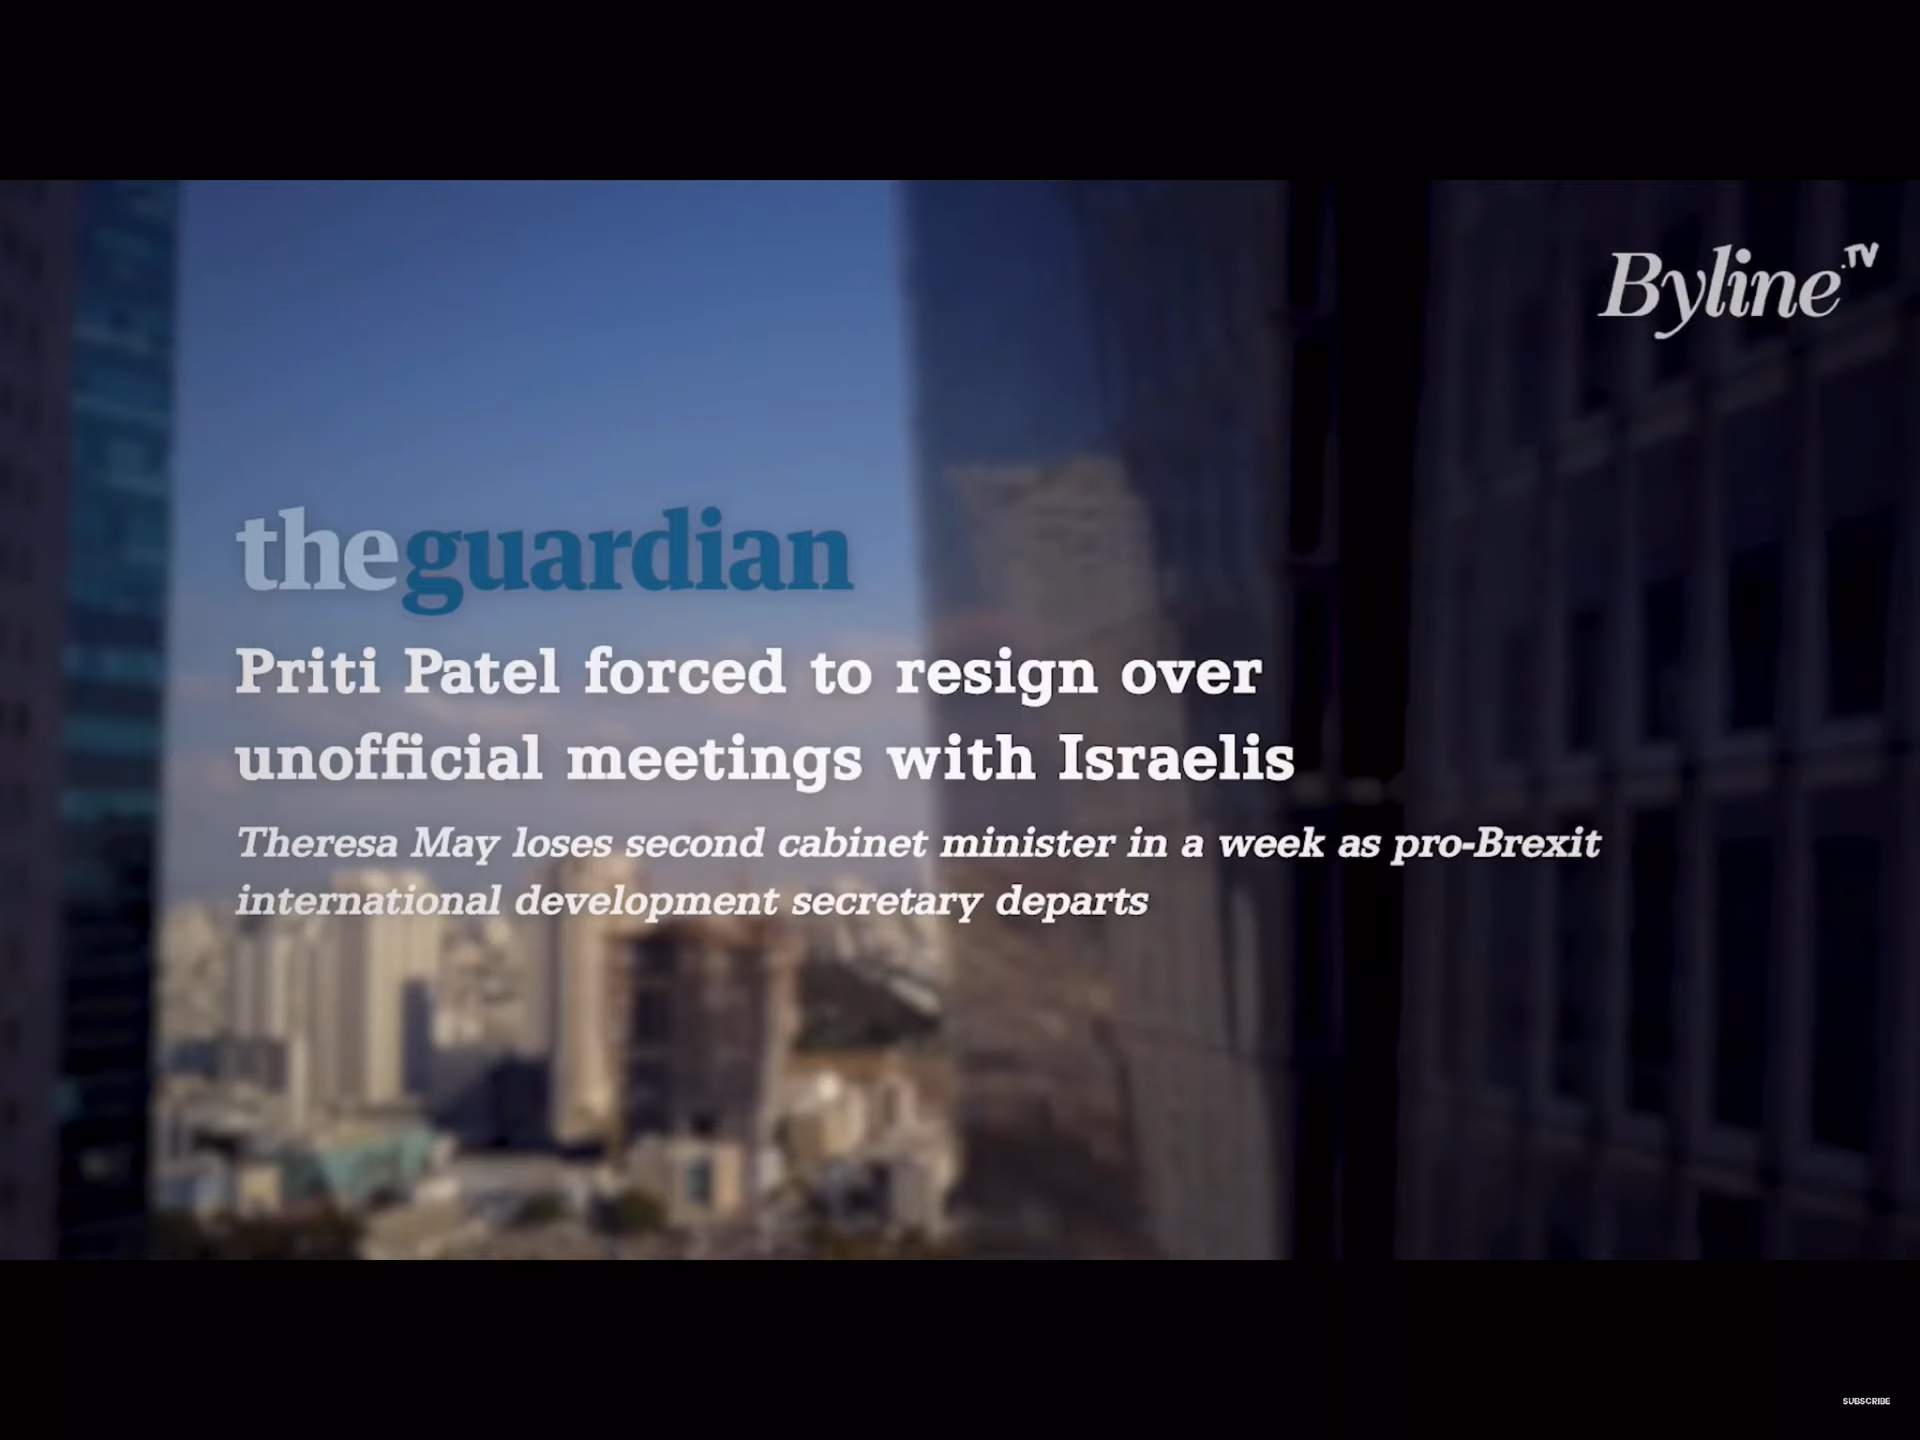 Byline.TV
theguardian
Priti Patel forced to resign over
unofficial meetings with Israelis
Theresa May loses second cabinet minister in a week as pro-Brexit
international development secretary departs
SUBSCRIBE